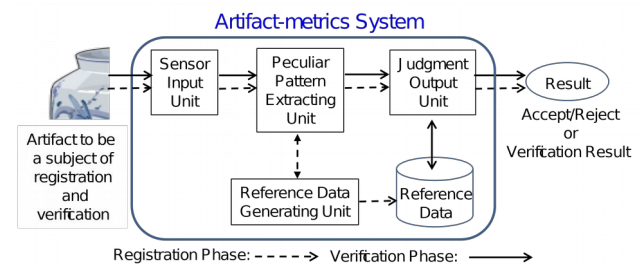 Artifact-metrics System
Sensor
Input
Unit
Peculiar
Pattern
Extracting
Unit
Judgment
Output
Unit
Result
Accept/Reject
or
Verification Result
Artifact to be
a subject of
registration
and
verification
Reference Data
Generating Unit
Reference
Data
Registration Phase:
Verification Phase: